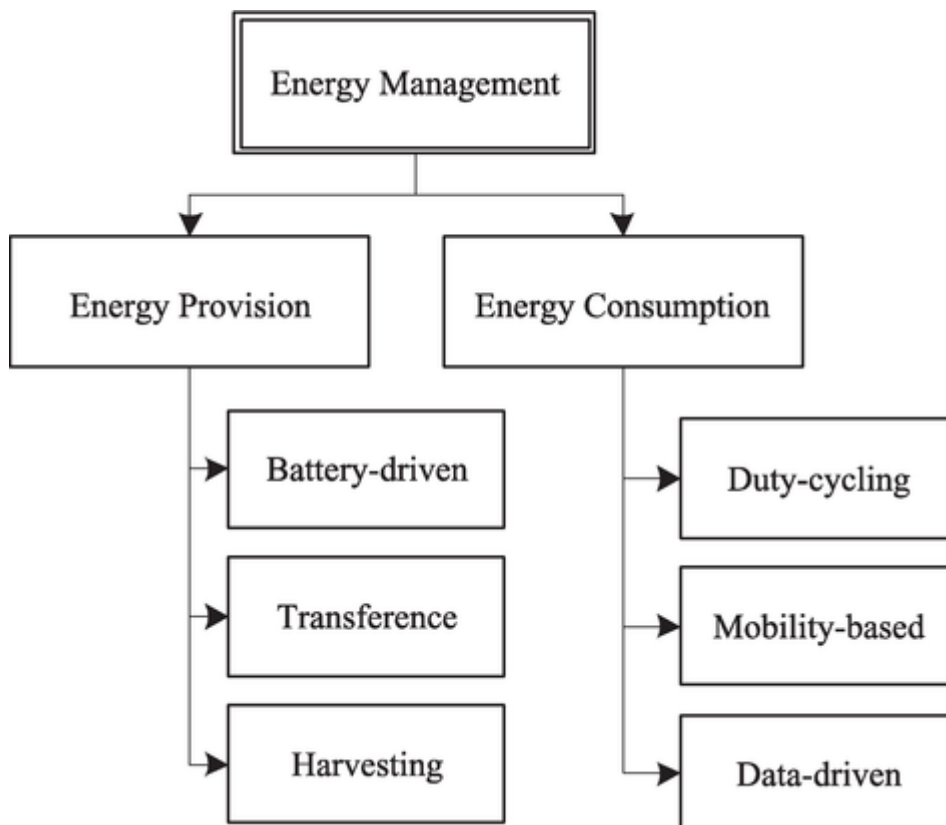 Energy Management
Energy Provision
Energy Consumption
Battery-driven
Transference
Harvesting
Duty-cycling
Mobility-based
Data-driven